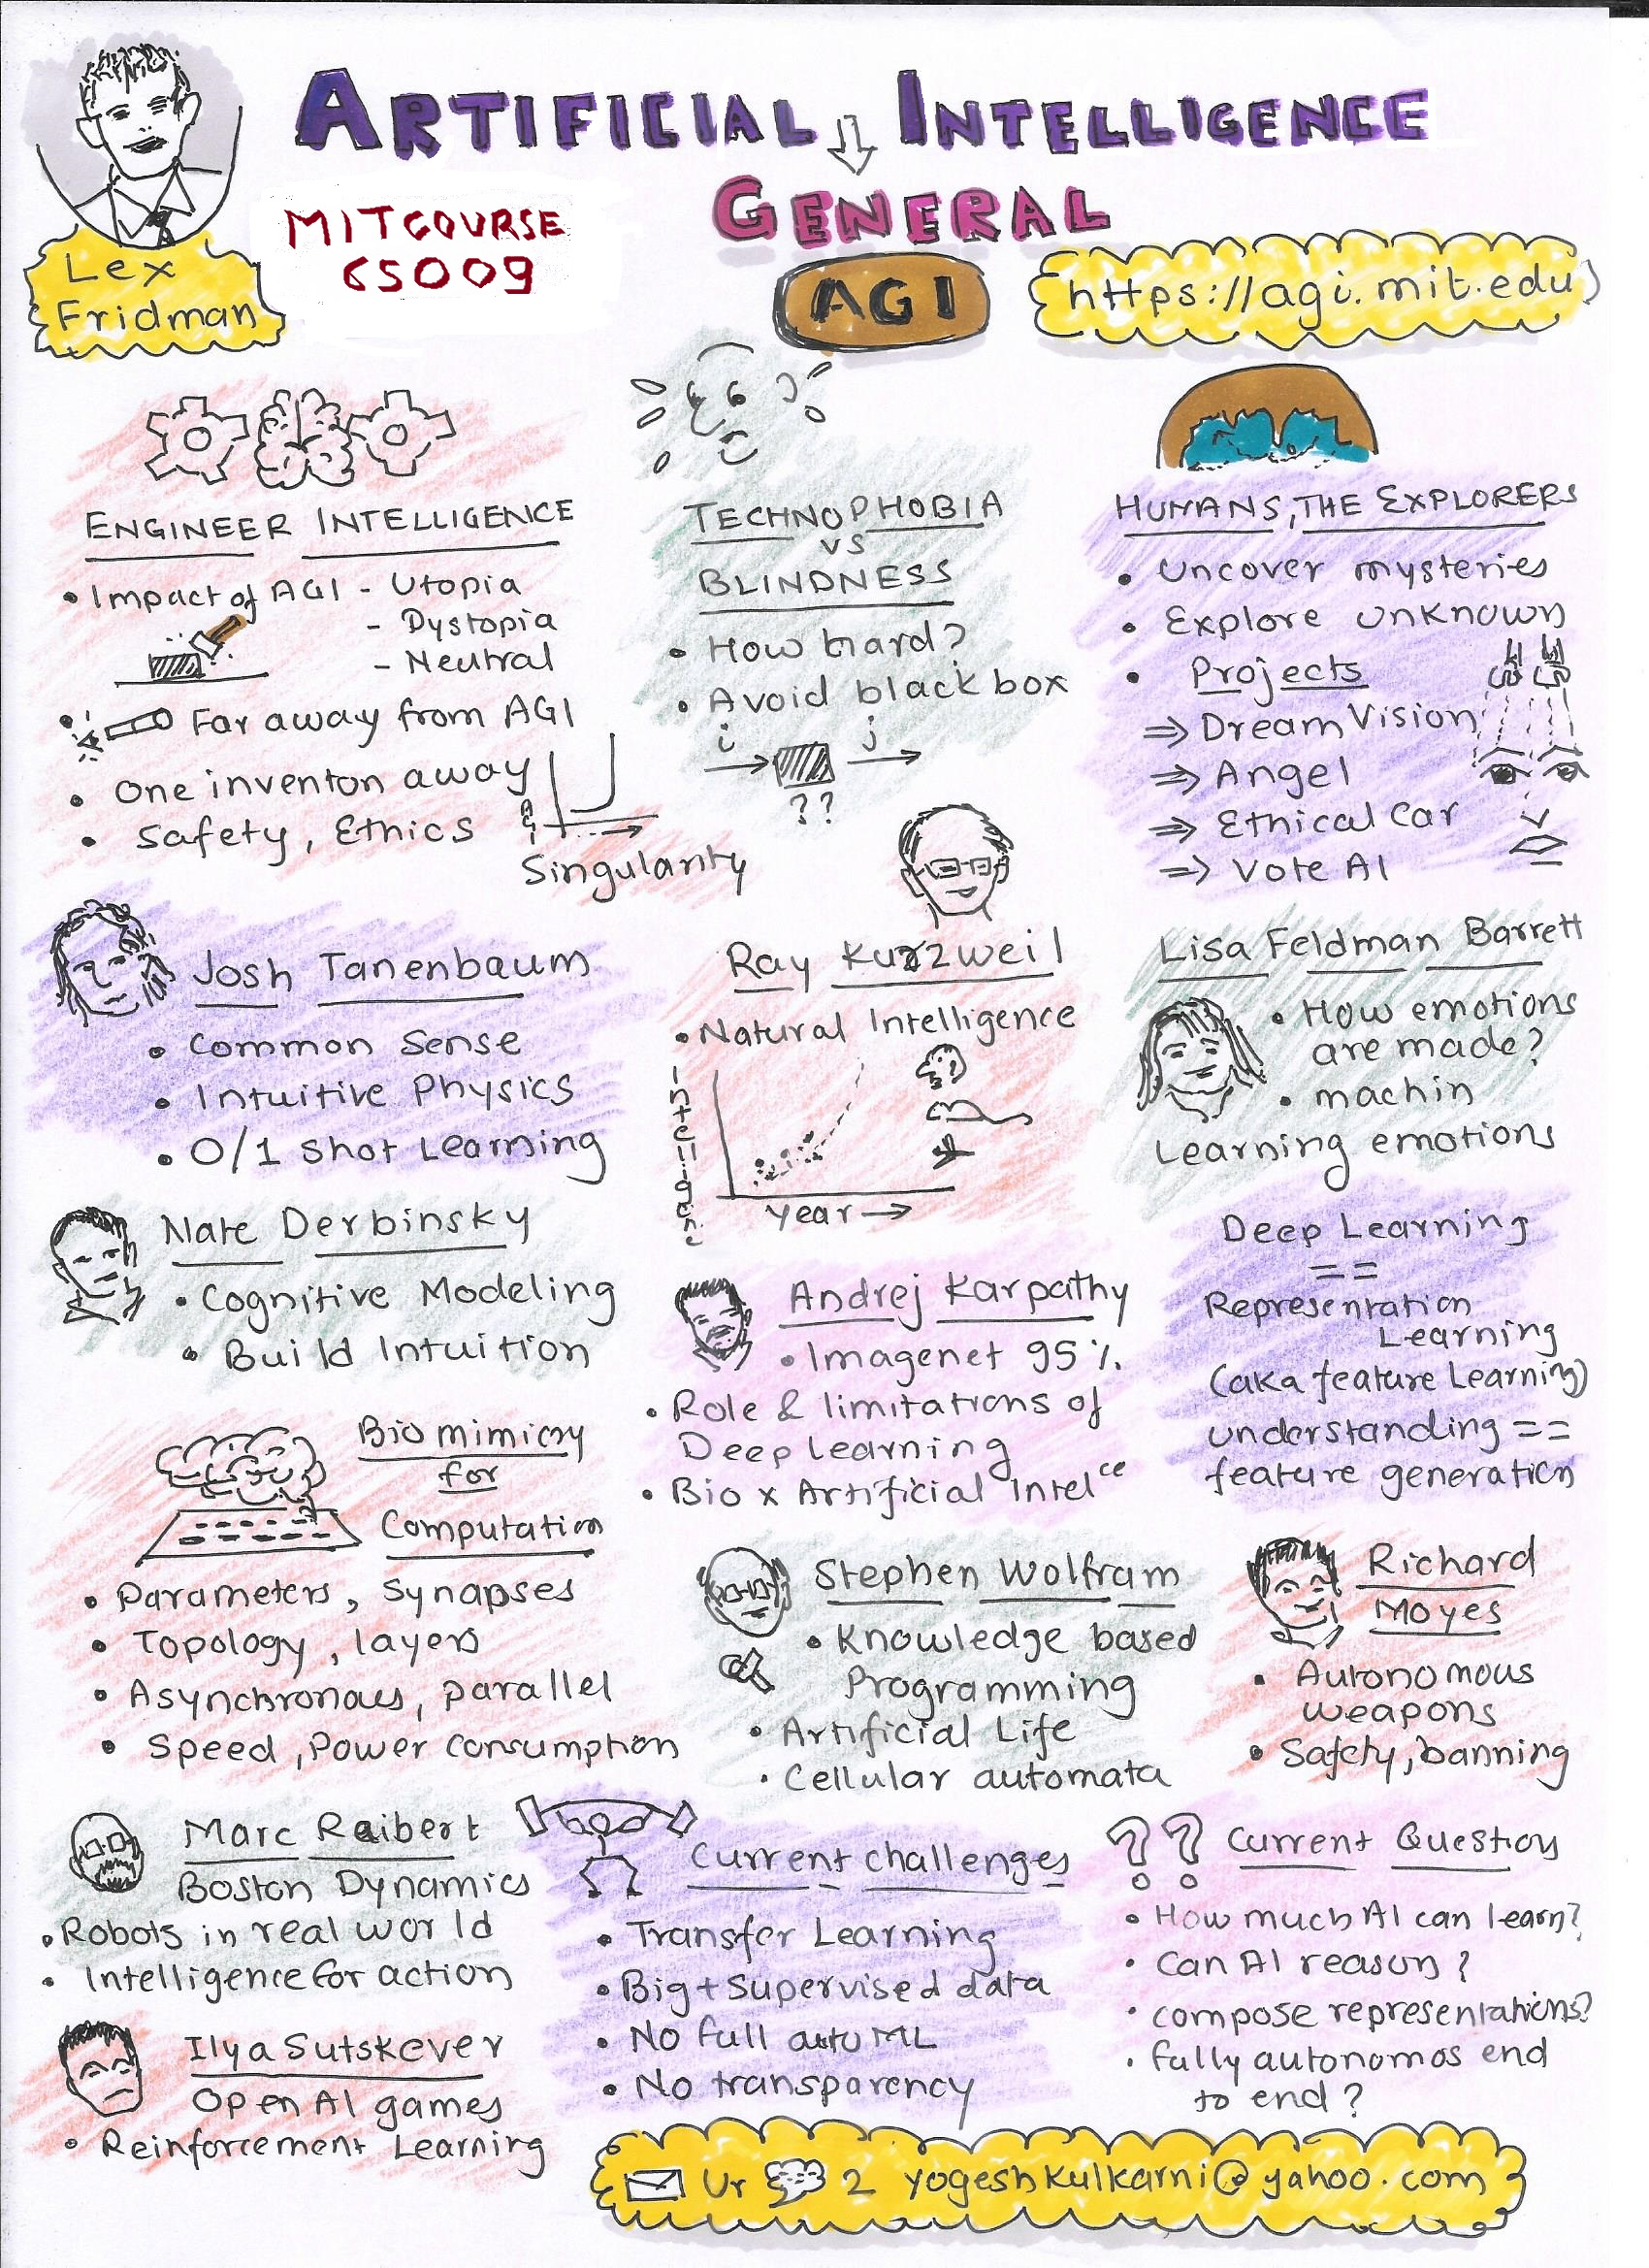 ARTIFICIAL INTELLIGENCE
GENERAL
AGI
Lex
Fridman
MIT COURSE
6S009
https://agi.mit.edu
ENGINEER INTELLIGENCE
• Impact of AGI - Utopia
- Dystopia
- Neutral
• Far away from AGI
• One inventon away
• Safety, Ethics
Singularity
TECHNOPHOBIA
VS
BLINDNESS
• How hard?
• Avoid black box
i j
??
HUMANS, THE EXPLORERS
• Uncover mysteries
• Explore unknown
• Projects
⇒ Dream Vision
⇒ Angel
⇒ Ethical Car
⇒ Vote AI
Josh Tanenbaum
• Common Sense
• Intuitive Physics
• 0/1 Shot Learning
Ray Kurzweil
• Natural Intelligence
Intelligence
year →
Lisa Feldman Barrett
• How emotions
are made?
• machin
Learning emotions
Nate Derbinsky
• Cognitive Modeling
• Build Intuition
Andrej Karpathy
• Imagenet 95%
• Role & limitations of
Deep learning
• Bio x Artificial Intel ce
Deep Learning
==
Representation
Learning
(aka feature Learning)
understanding ==
feature generation
Biomimicry
for
Computation
• Parameters, Synapses
• Topology, layers
• Asynchronous, parallel
• Speed, Power consumption
Stephen Wolfram
• Knowledge based
Programming
• Artificial Life
• Cellular automata
Richard
Moyes
• Autonomous
weapons
• Safety, banning
Marc Raibert
Boston Dynamics
• Robots in real world
• Intelligence for action
Current challenges
• Transfer Learning
• Big + Supervised data
• No full auto ML
• No transparency
?? Current Question
• How much AI can learn?
• Can AI reason?
• compose representations?
• fully autonomos end
to end?
Ilya Sutskever
Open AI games
• Reinforcement Learning
Ur 2 yogeshkulkarni@yahoo.com